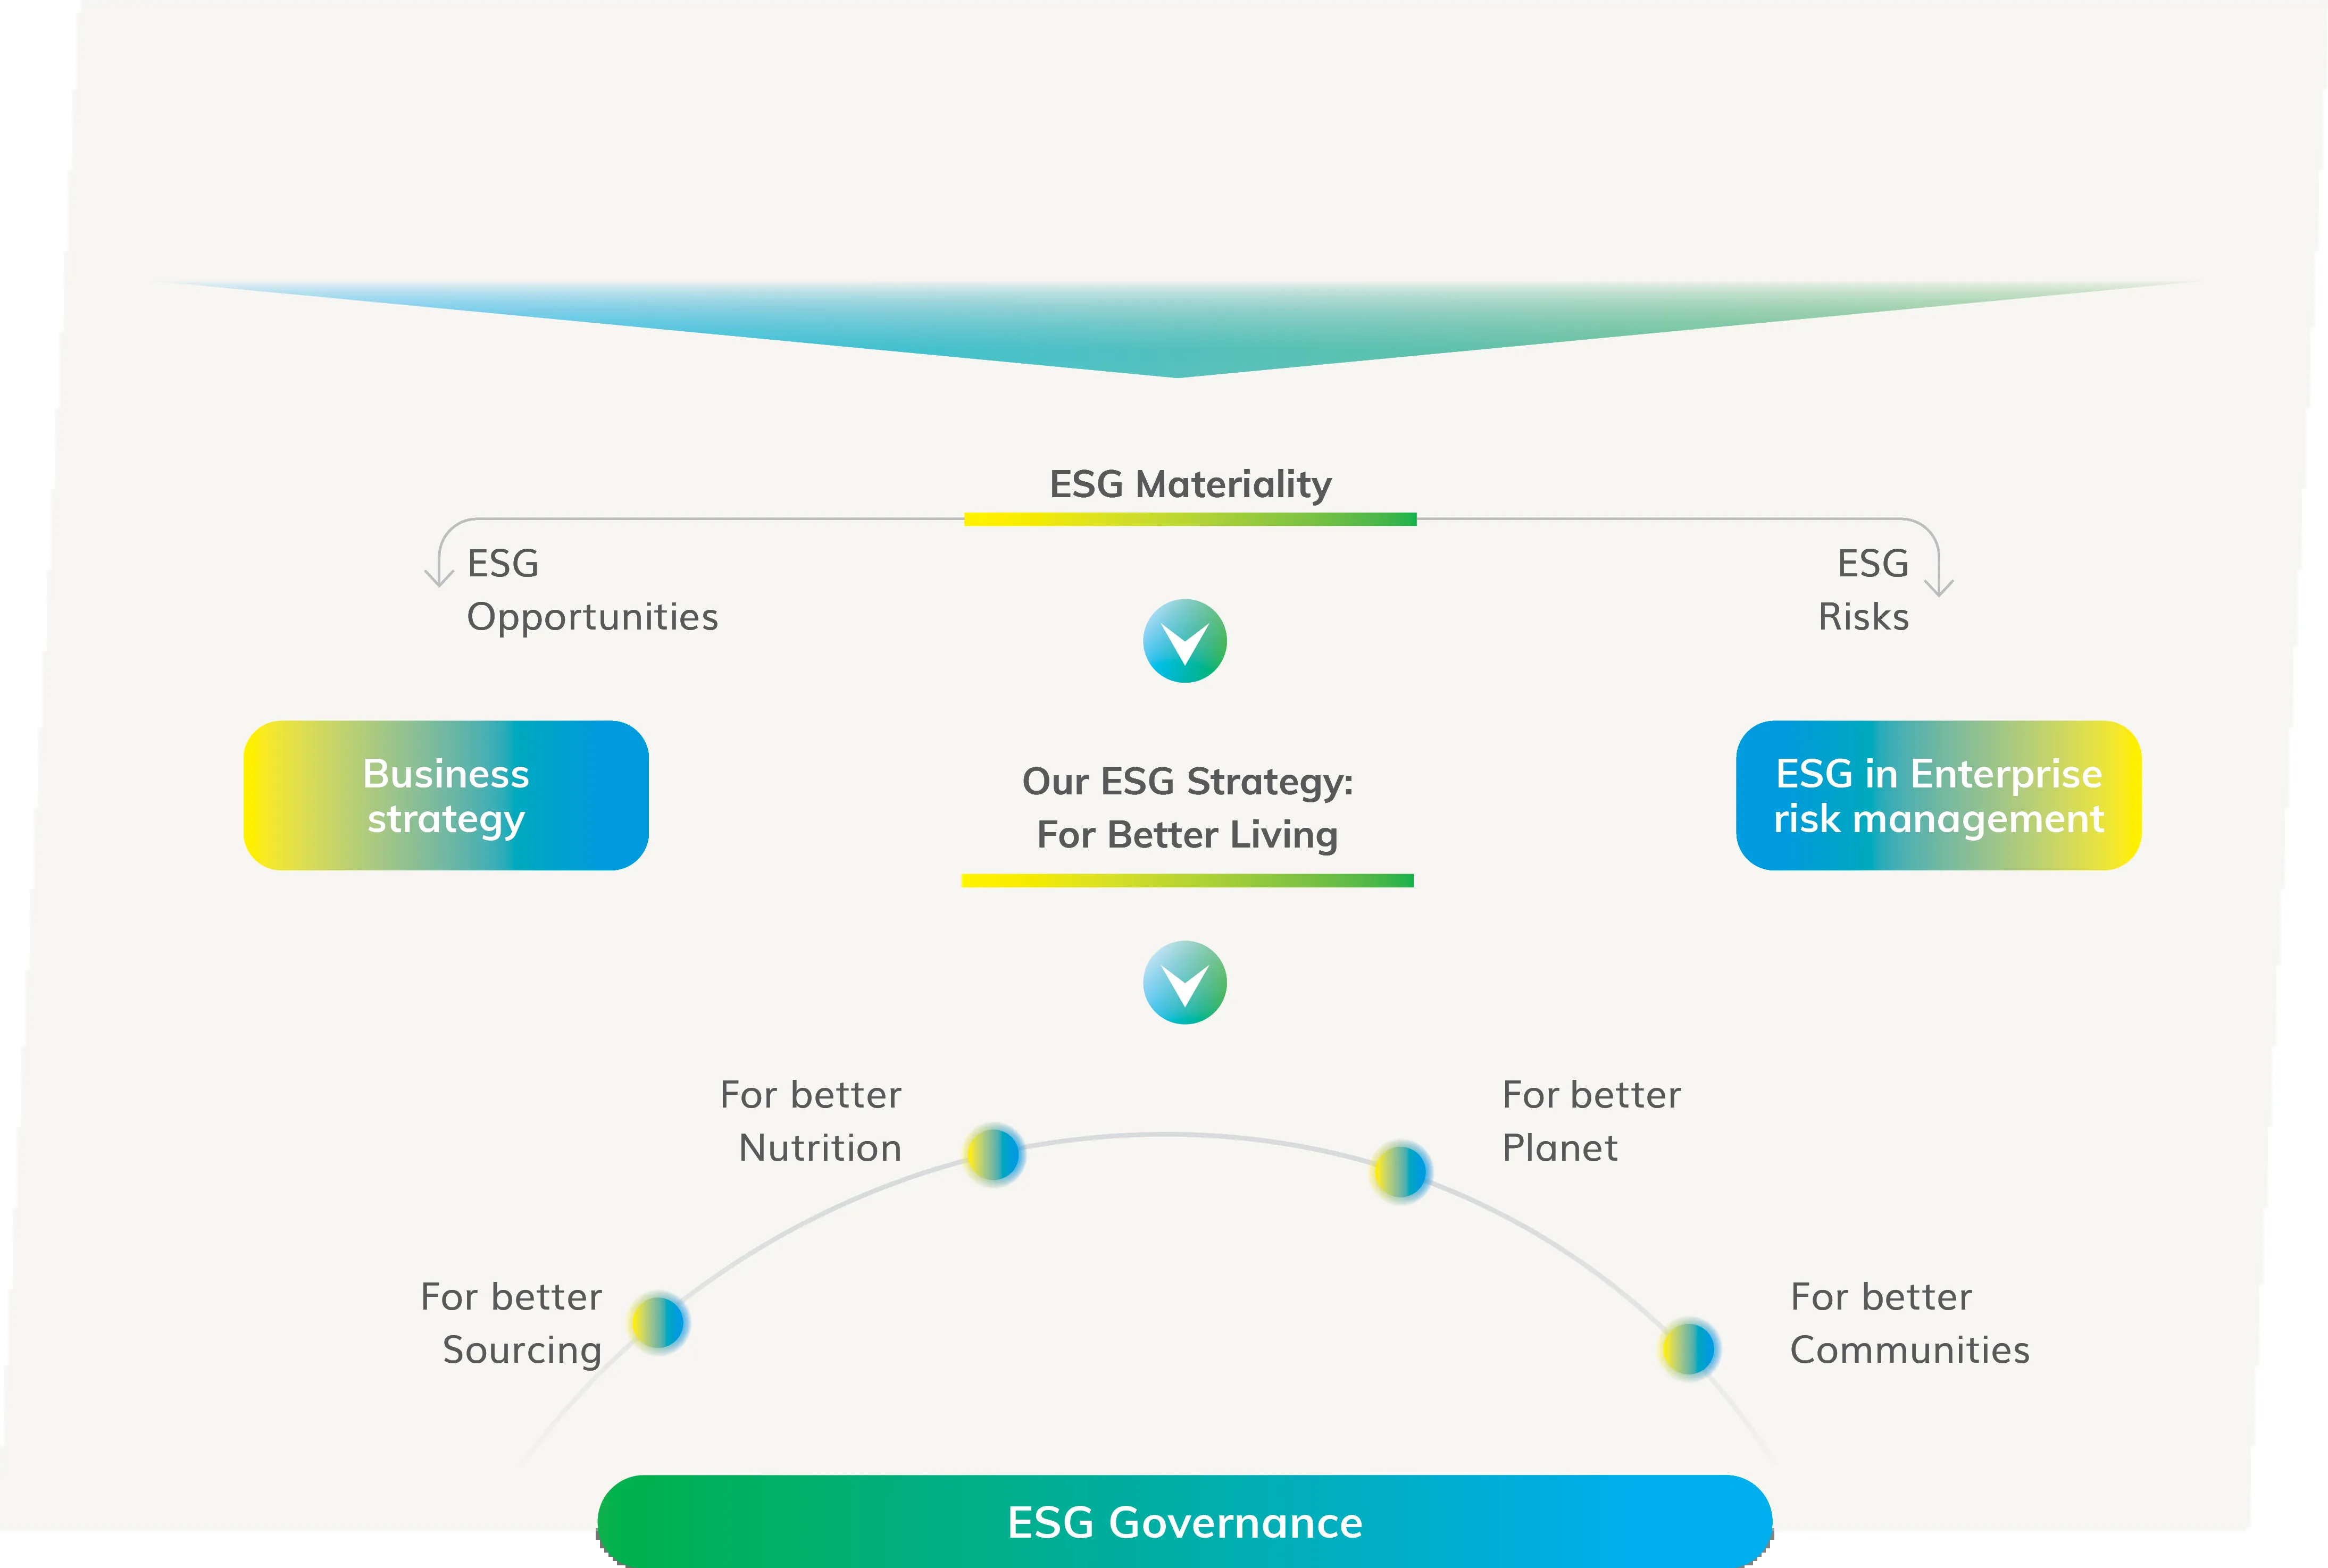 ESG Materiality
ESG
Opportunities
ESG
Risks
Business
strategy
Our ESG Strategy:
For Better Living
ESG in Enterprise
risk management
For better
Nutrition
For better
Planet
For better
Sourcing
For better
Communities
ESG Governance